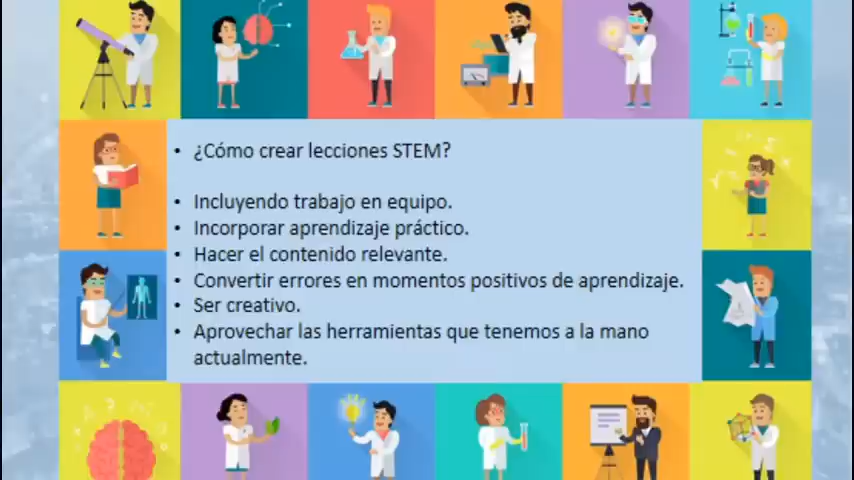 • ¿Cómo crear lecciones STEM?
• Incluyendo trabajo en equipo.
• Incorporar aprendizaje práctico.
• Hacer el contenido relevante.
• Convertir errores en momentos positivos de aprendizaje.
• Ser creativo.
• Aprovechar las herramientas que tenemos a la mano
actualmente.